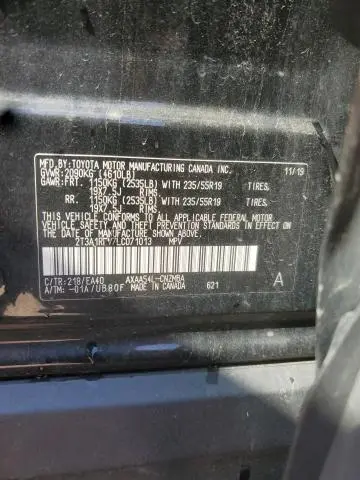 MFD.BY:TOYOTA MOTOR MANUFACTURING CANADA INC. 11/19
GVWR:2090KG (4610LB)
GAWR:FRT. 1150KG (2535LB) WITH 235/55R19 TIRES,
19X7.5J RIMS
RR. 1150KG (2535LB) WITH 235/55R19 TIRES,
19X7.5J RIMS
THIS VEHICLE CONFORMS TO ALL APPLICABLE FEDERAL MOTOR
VEHICLE SAFETY AND THEFT PREVENTION STANDARDS IN EFFECT ON
THE DATE OF MANUFACTURE SHOWN ABOVE.
MPV
C/TR:218/EA40 AXAA54L-CNZMBA A
A/TM: -01A/UB80F MADE IN CANADA 621